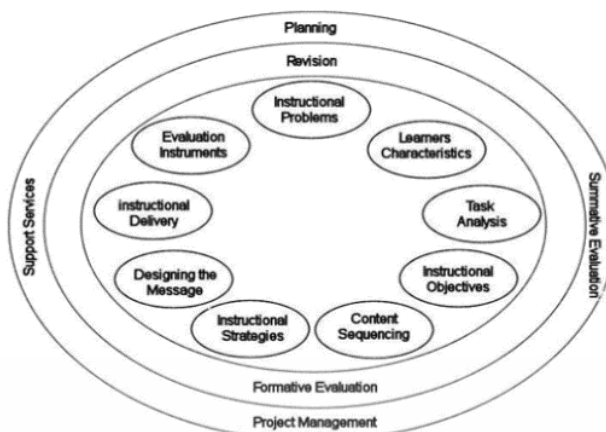 Planning
Revision
Instructional
Problems
Evaluation
Instruments
Learners
Characteristics
instructional
Delivery
Task
Analysis
Support Services
Summative Evaluation
Designing the
Message
Instructional
Objectives
Instructional
Strategies
Content
Sequencing
Formative Evaluation
Project Management